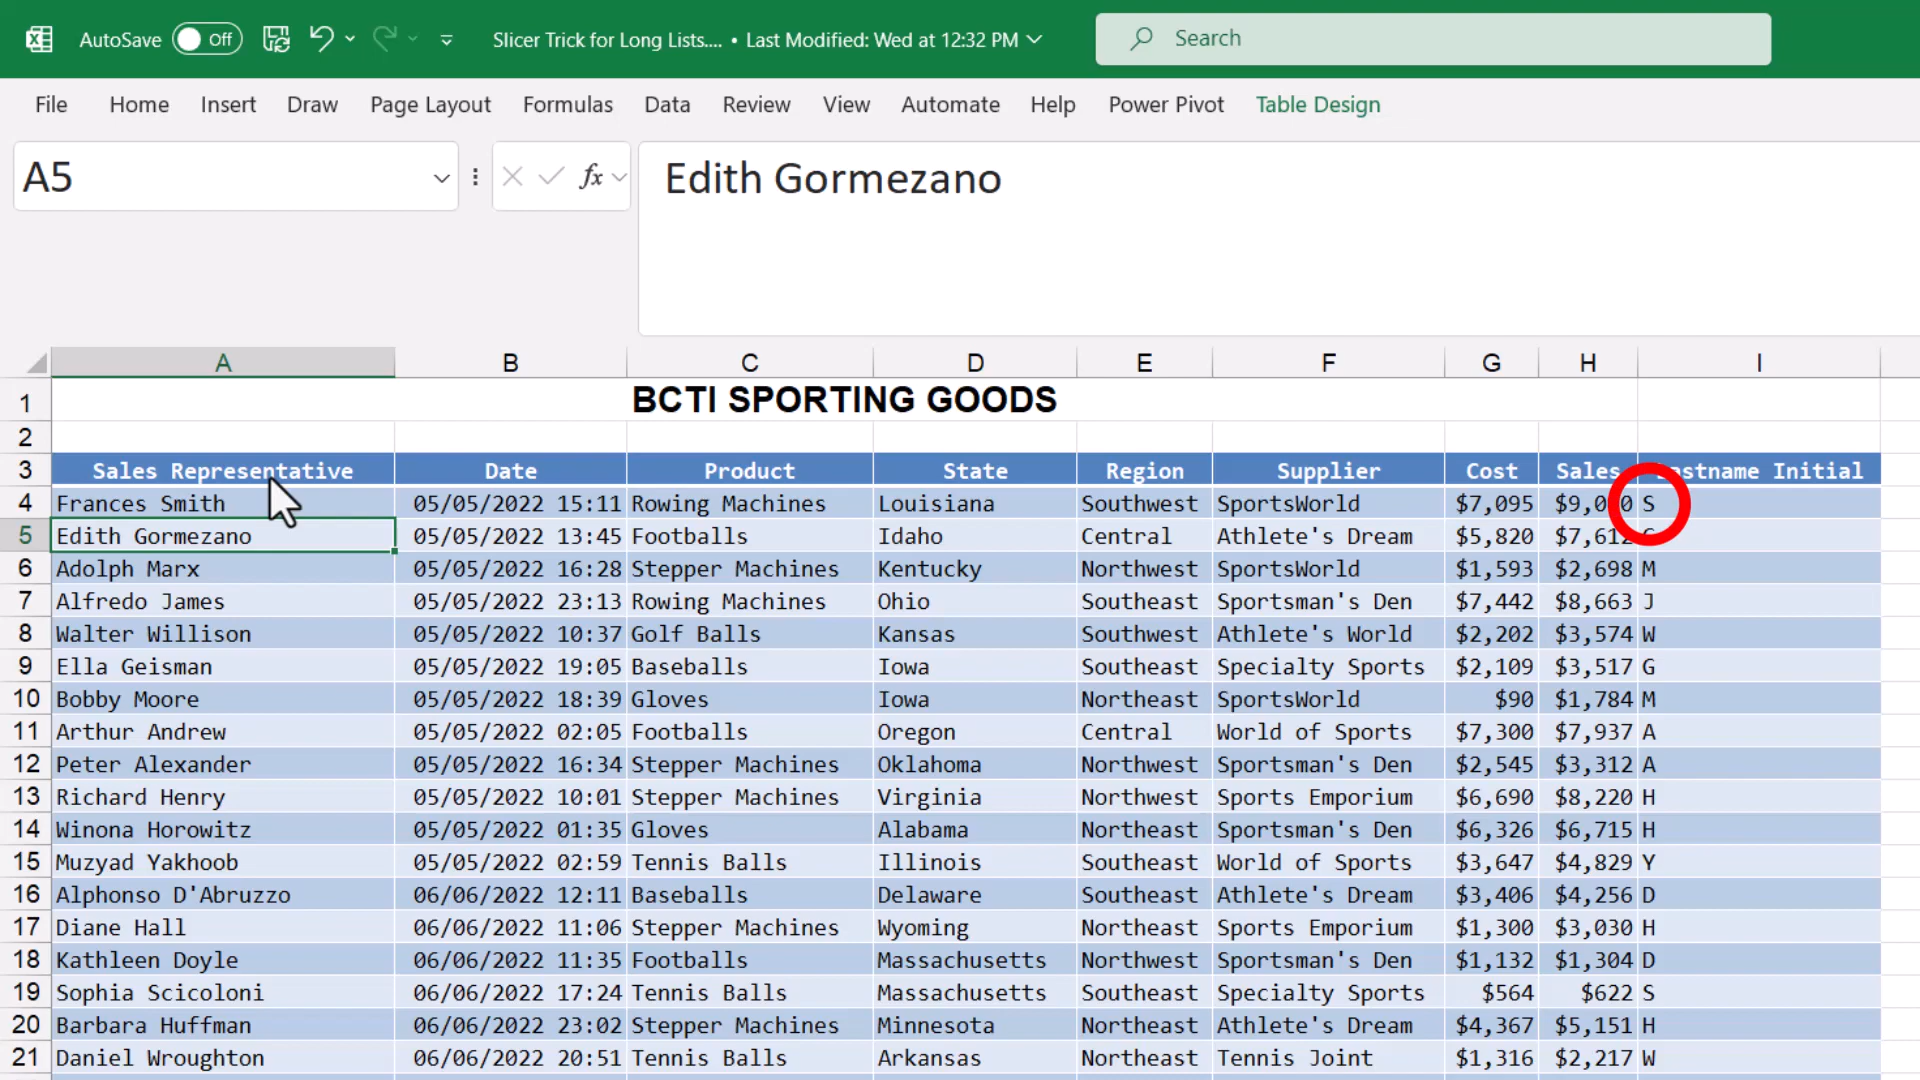 AutoSave Off Slicer Trick for Long Lists.... • Last Modified: Wed at 12:32 PM Search
File Home Insert Draw Page Layout Formulas Data Review View Automate Help Power Pivot Table Design
A5 fx Edith Gormezano
A B C D E F G H I
1 BCTI SPORTING GOODS
2
3 Sales Representative Date Product State Region Supplier Cost Sales Initial
4 Frances Smith 05/05/2022 15:11 Rowing Machines Louisiana Southwest SportsWorld $7,095 S
5 Edith Gormezano 05/05/2022 13:45 Footballs Idaho Central Athlete's Dream $5,820 $7,612
6 Adolph Marx 05/05/2022 16:28 Stepper Machines Kentucky Northwest SportsWorld $1,593 $2,698 M
7 Alfredo James 05/05/2022 23:13 Rowing Machines Ohio Southeast Sportsman's Den $7,442 $8,663 J
8 Walter Willison 05/05/2022 10:37 Golf Balls Kansas Southwest Athlete's World $2,202 $3,574 W
9 Ella Geisman 05/05/2022 19:05 Baseballs Iowa Southeast Specialty Sports $2,109 $3,517 G
10 Bobby Moore 05/05/2022 18:39 Gloves Iowa Northeast SportsWorld $90 $1,784 M
11 Arthur Andrew 05/05/2022 02:05 Footballs Oregon Central World of Sports $7,300 $7,937 A
12 Peter Alexander 05/05/2022 16:34 Stepper Machines Oklahoma Northwest Sportsman's Den $2,545 $3,312 A
13 Richard Henry 05/05/2022 10:01 Stepper Machines Virginia Northwest Sports Emporium $6,690 $8,220 H
14 Winona Horowitz 05/05/2022 01:35 Gloves Alabama Northeast Sportsman's Den $6,326 $6,715 H
15 Muzyad Yakhoob 05/05/2022 02:59 Tennis Balls Illinois Southeast World of Sports $3,647 $4,829 Y
16 Alphonso D'Abruzzo 06/06/2022 12:11 Baseballs Delaware Southeast Athlete's Dream $3,406 $4,256 D
17 Diane Hall 06/06/2022 11:06 Stepper Machines Wyoming Northeast Sports Emporium $1,300 $3,030 H
18 Kathleen Doyle 06/06/2022 11:35 Footballs Massachusetts Northwest Sportsman's Den $1,132 $1,304 D
19 Sophia Scicoloni 06/06/2022 17:24 Tennis Balls Massachusetts Southeast Specialty Sports $564 $622 S
20 Barbara Huffman 06/06/2022 23:02 Stepper Machines Minnesota Northeast Athlete's Dream $4,367 $5,151 H
21 Daniel Wroughton 06/06/2022 20:51 Tennis Balls Arkansas Northeast Tennis Joint $1,316 $2,217 W